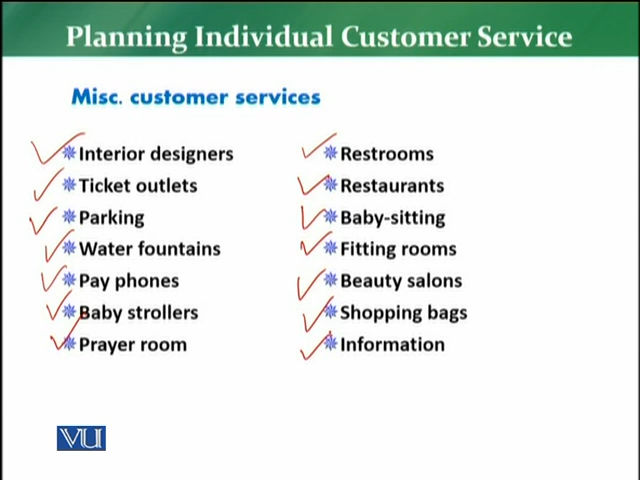 Planning Individual Customer Service
Misc. customer services
Interior designers
Ticket outlets
Parking
Water fountains
Pay phones
Baby strollers
Prayer room
Restrooms
Restaurants
Baby-sitting
Fitting rooms
Beauty salons
Shopping bags
Information
VU